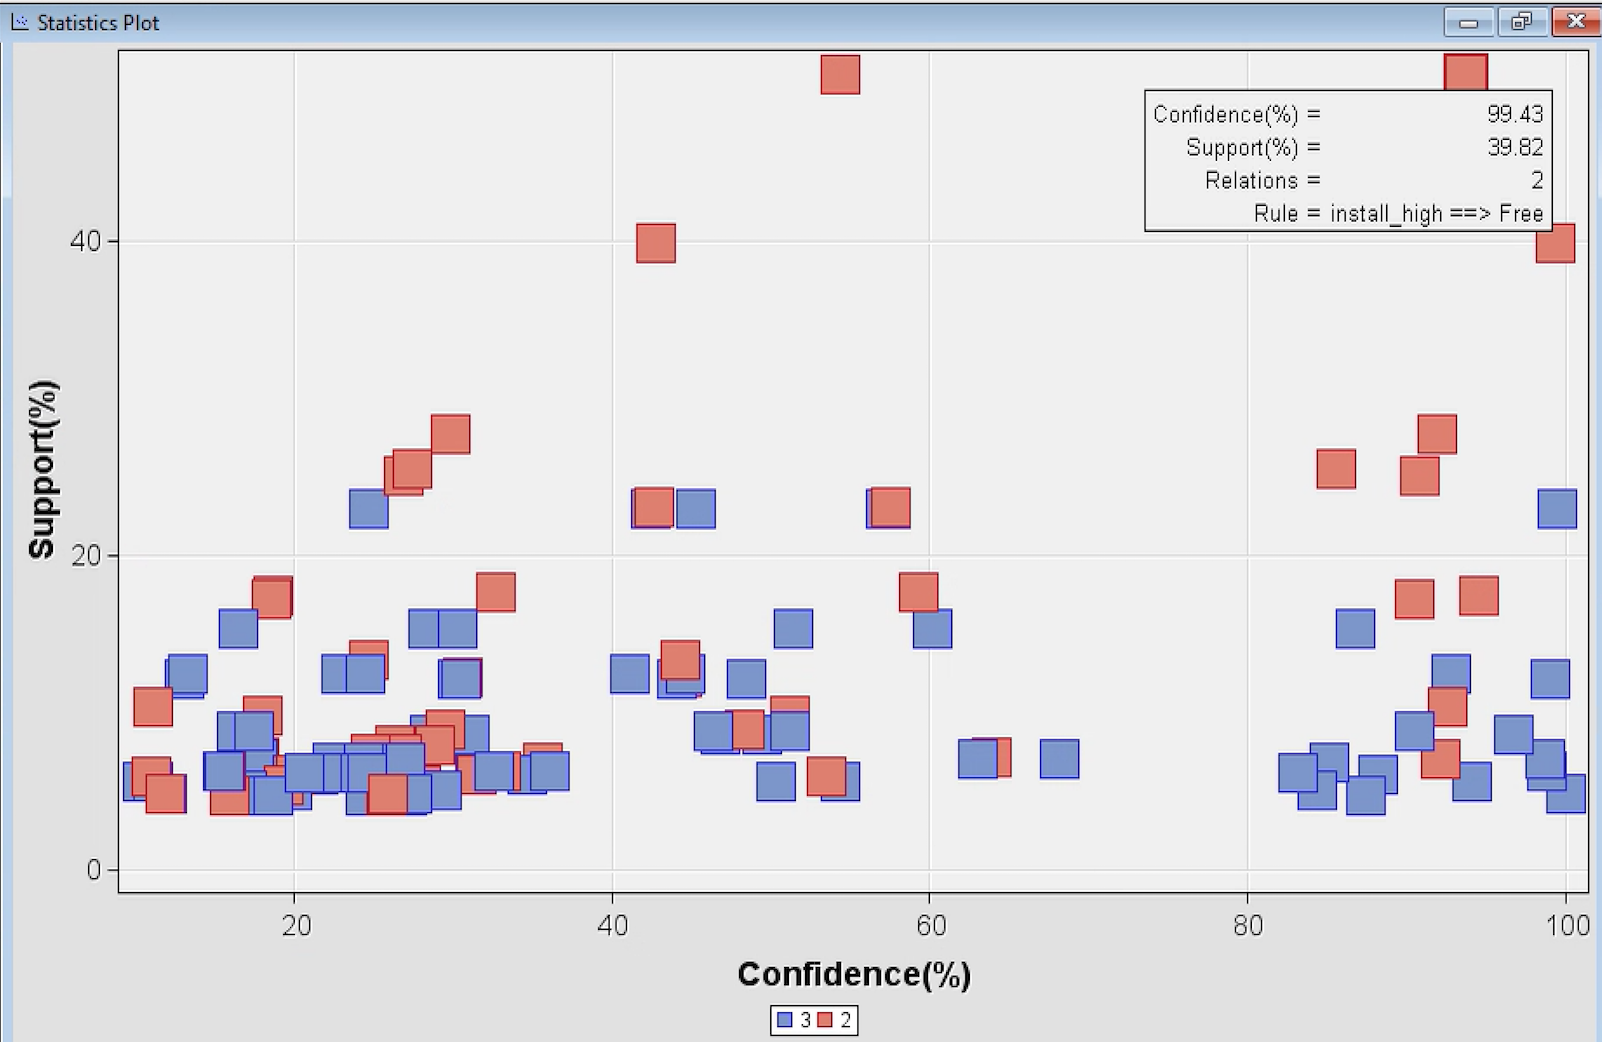 Statistics Plot
Confidence(%) = 99.43
Support(%) = 39.82
Relations = 2
Rule = install_high ==> Free
Support(%)
40
20
0
20 40 60 80 100
Confidence(%)
3 2